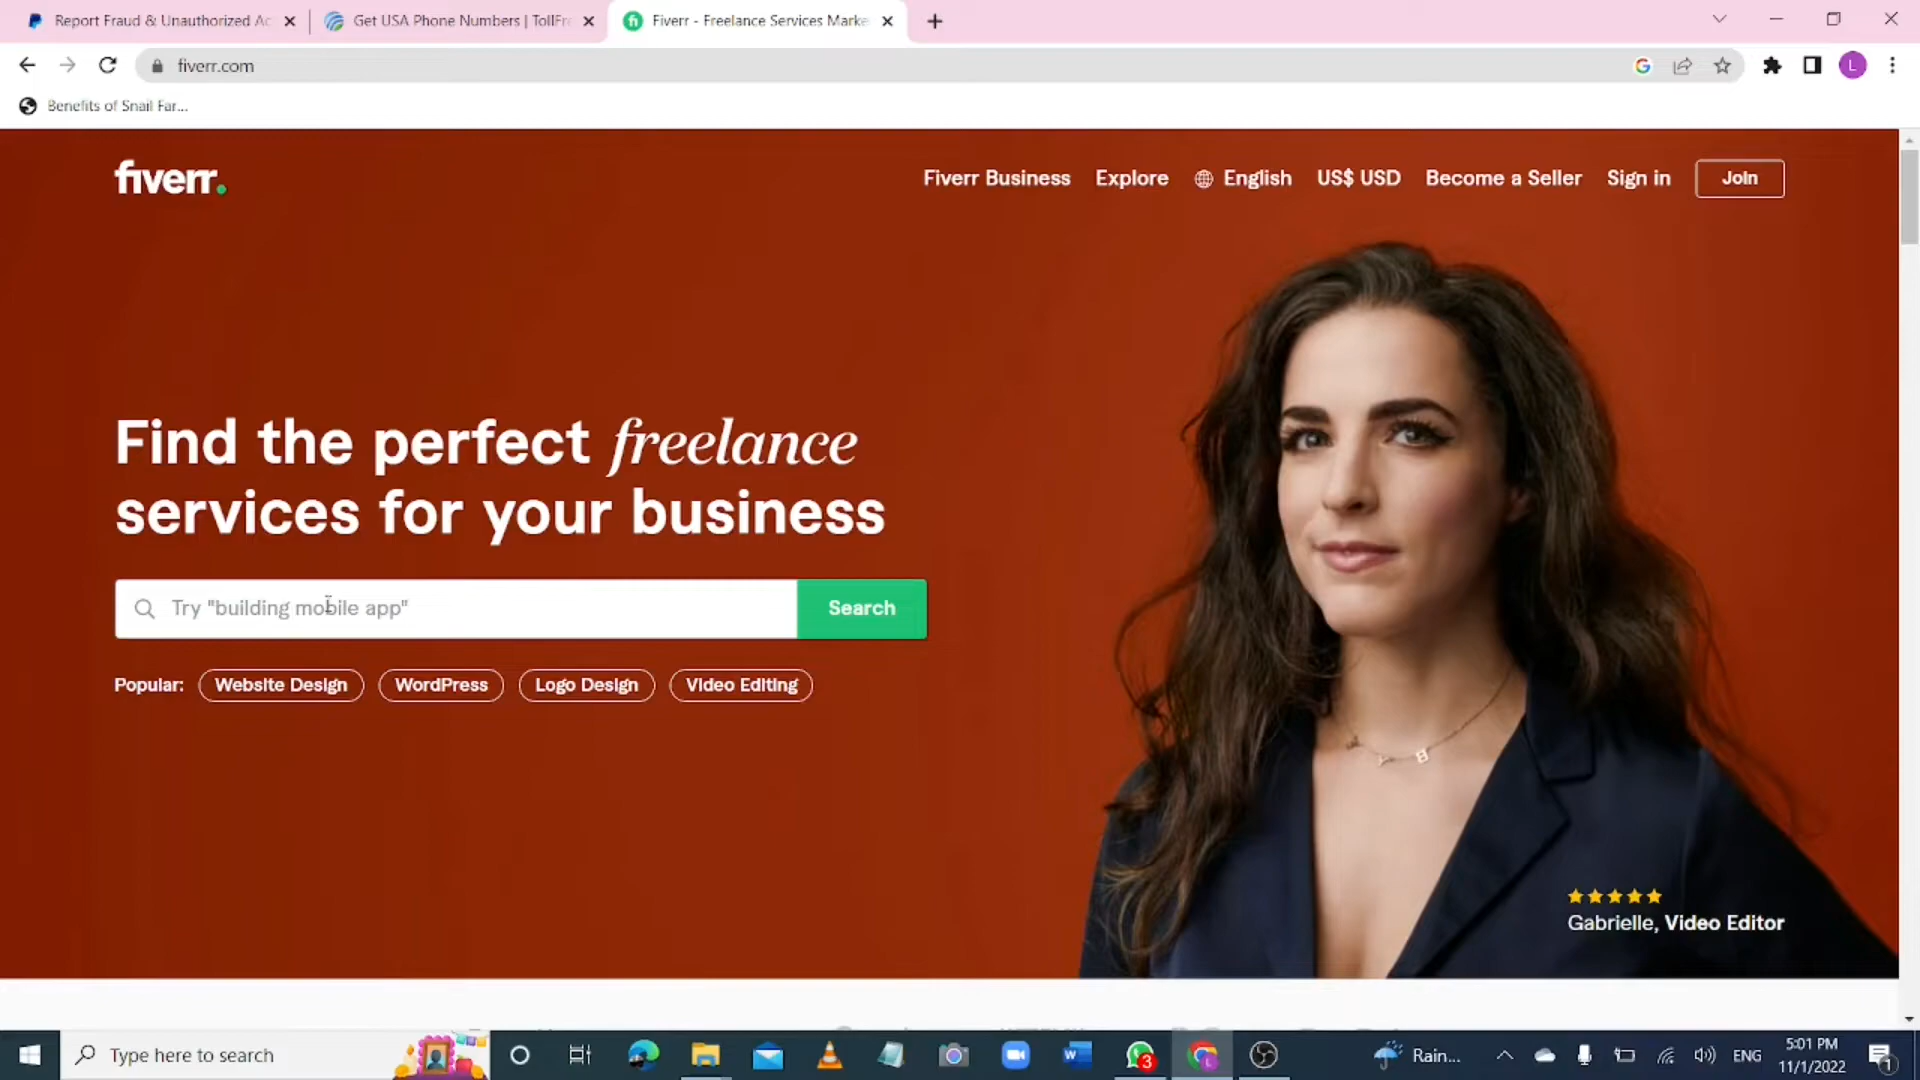 Report Fraud & Unauthorized Ac
Get USA Phone Numbers | TollFr
Fiverr - Freelance Services Marke
fiverr.com
Benefits of Snail Far...
fiverr.
Fiverr Business
Explore
English
US$ USD
Become a Seller
Sign in
Join
Find the perfect freelance
services for your business
Try "building mobile app"
Search
Popular:
Website Design
WordPress
Logo Design
Video Editing
Gabrielle, Video Editor
Type here to search
3
L
Rain...
ENG
5:01 PM
11/1/2022
1